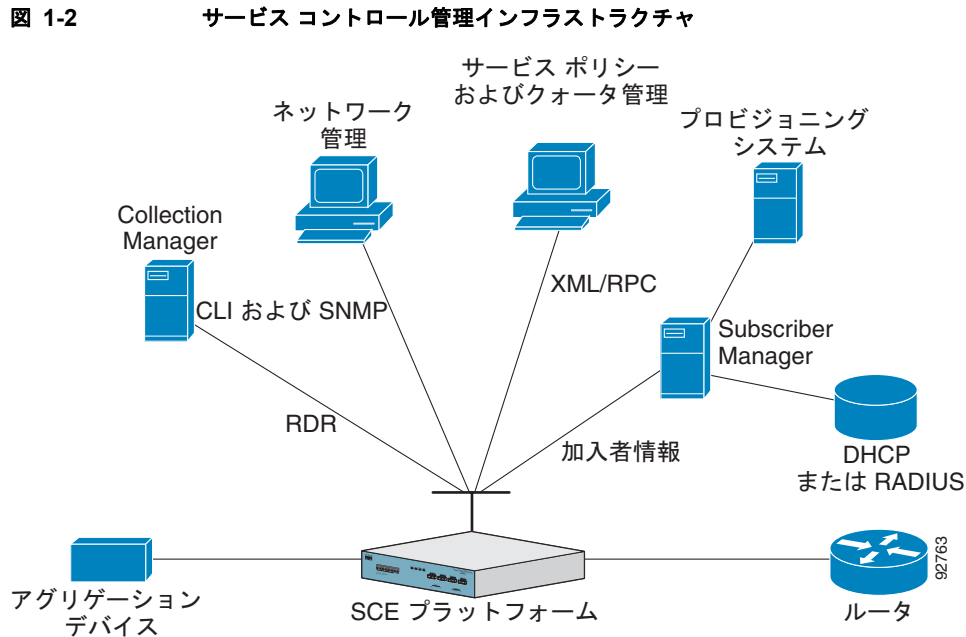 図 1-2 サービス コントロール管理インフラストラクチャ
サービス ポリシー
およびクォータ管理
ネットワーク
管理
プロビジョニング
システム
Collection
Manager
XML/RPC
CLI および SNMP
Subscriber
Manager
RDR
加入者情報
DHCP
または RADIUS
92763
アグリゲーション
デバイス
SCE プラットフォーム
ルータ